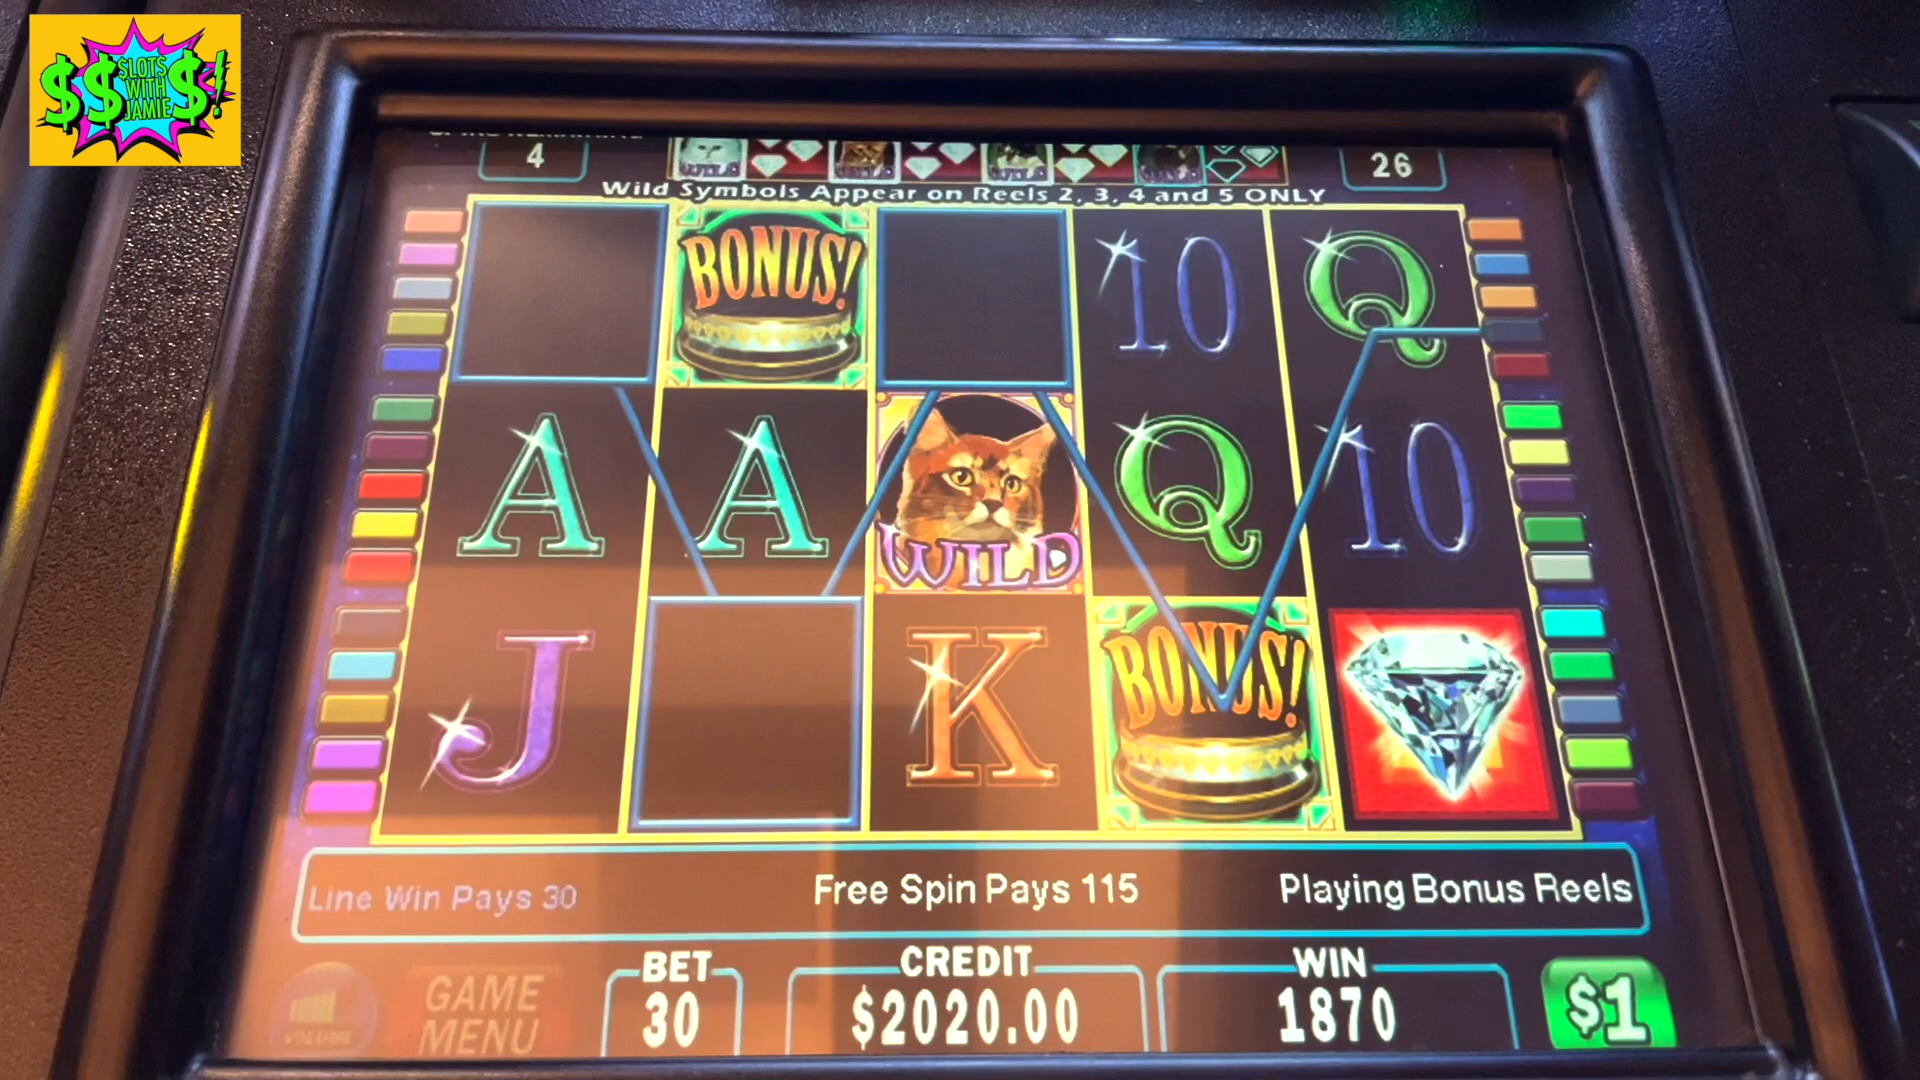 $$ SLOTS WITH JAMIE $!
4
26
Wild Symbols Appear on Reels 2, 3, 4 and 5 ONLY
BONUS!
10
Q
A
A
WILD
Q
10
J
K
BONUS!
Line Win Pays 30
Free Spin Pays 115
Playing Bonus Reels
VOLUME
GAME MENU
BET
30
CREDIT
$2020.00
WIN
1870
$1